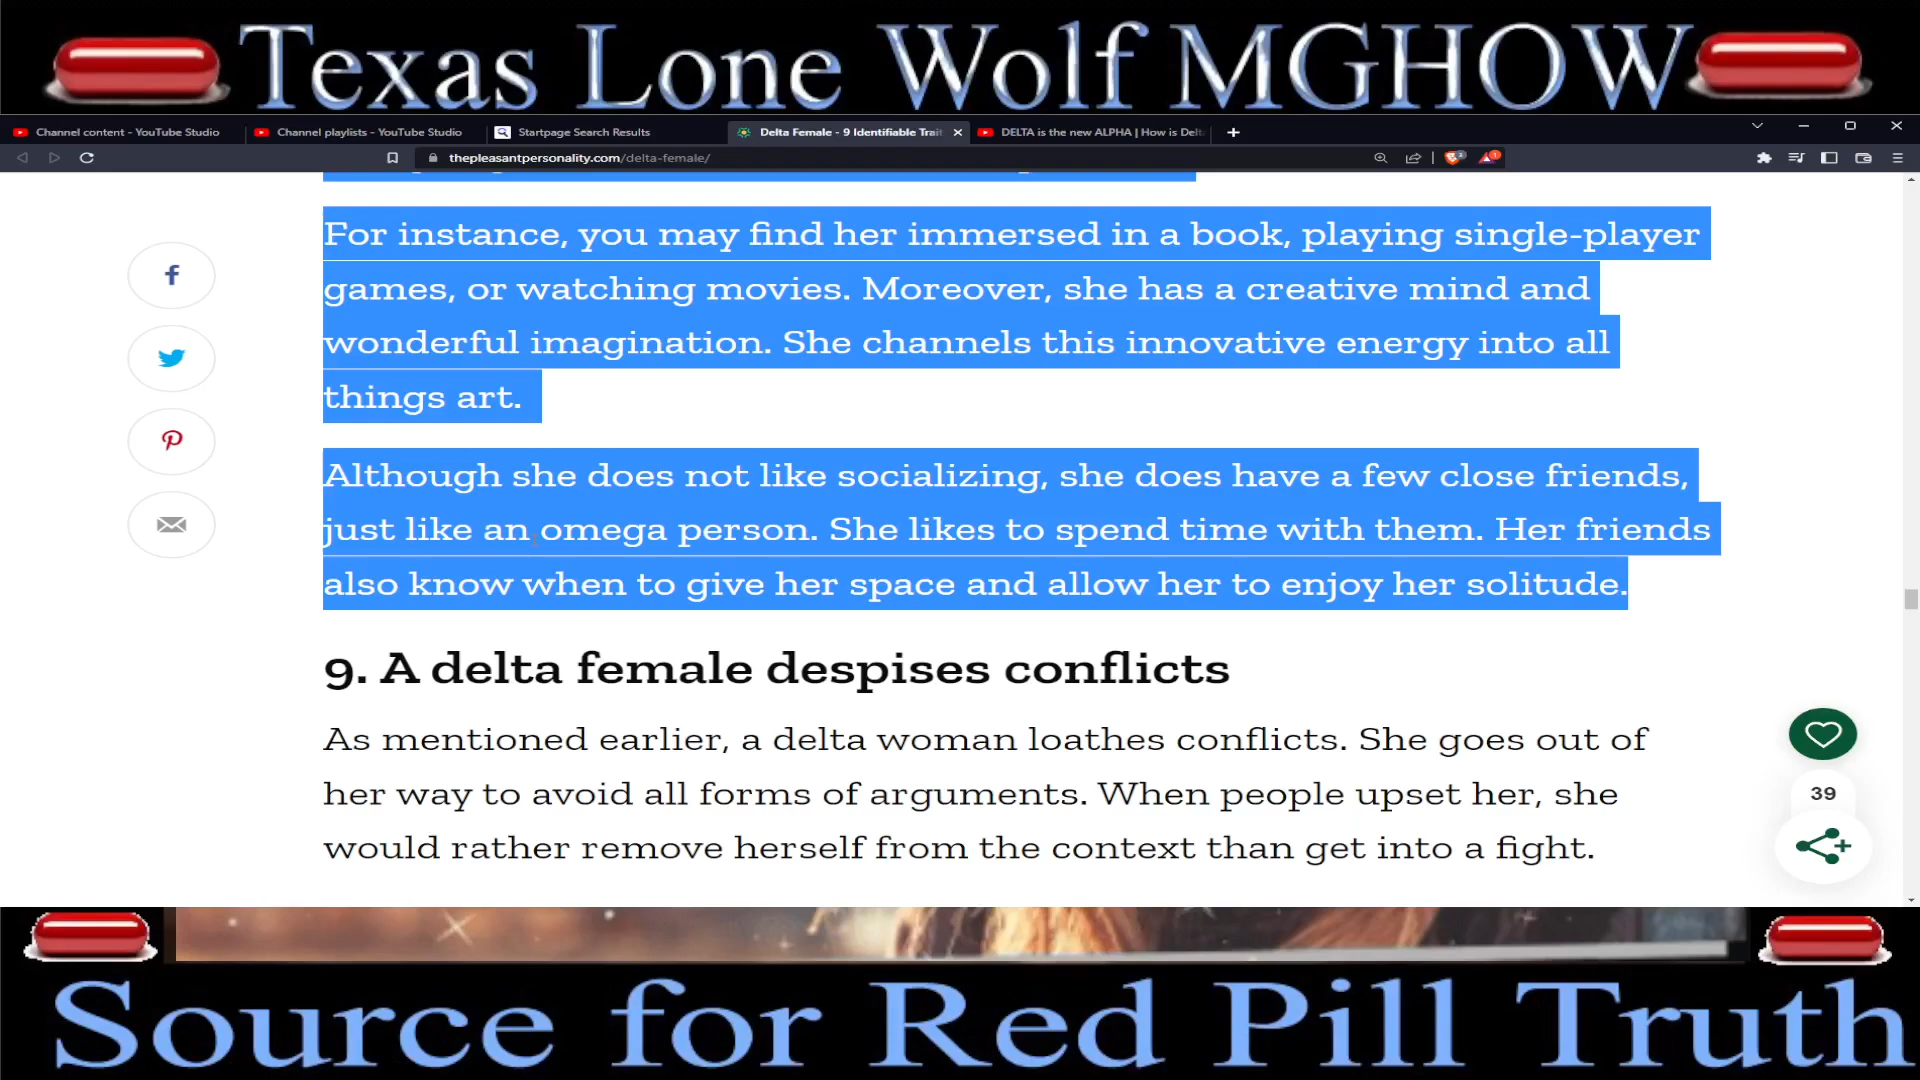 Texas Lone Wolf MGHOW
Channel content - YouTube Studio
Channel playlists - YouTube Studio
Startpage Search Results
Delta Female - 9 Identifiable Trait
DELTA is the new ALPHA | How is Delt
thepleasantpersonality.com/delta-female/
For instance, you may find her immersed in a book, playing single-player
games, or watching movies. Moreover, she has a creative mind and
wonderful imagination. She channels this innovative energy into all
things art.
Although she does not like socializing, she does have a few close friends,
just like an omega person. She likes to spend time with them. Her friends
also know when to give her space and allow her to enjoy her solitude.
9. A delta female despises conflicts
As mentioned earlier, a delta woman loathes conflicts. She goes out of
her way to avoid all forms of arguments. When people upset her, she
would rather remove herself from the context than get into a fight.
39
Source for Red Pill Truth